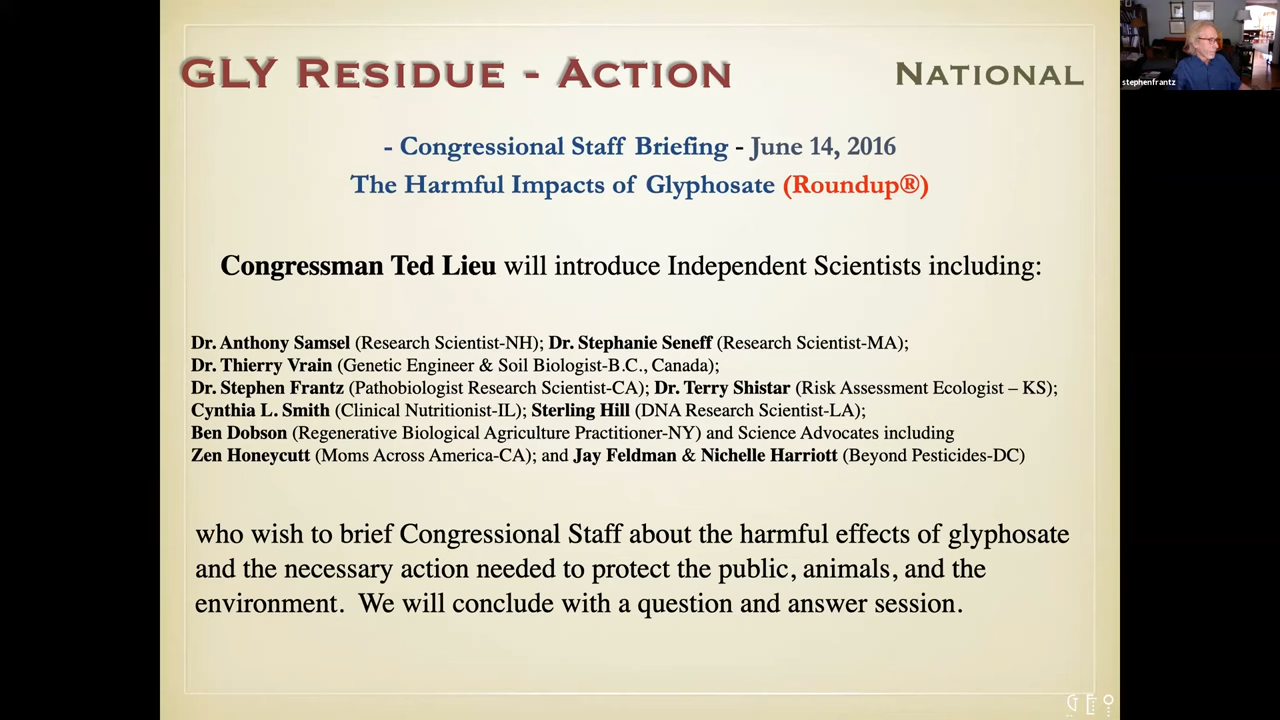 GLY Residue - Action
National
- Congressional Staff Briefing - June 14, 2016
The Harmful Impacts of Glyphosate (Roundup®)
Congressman Ted Lieu will introduce Independent Scientists including:
Dr. Anthony Samsel (Research Scientist-NH); Dr. Stephanie Seneff (Research Scientist-MA);
Dr. Thierry Vrain (Genetic Engineer & Soil Biologist-B.C., Canada);
Dr. Stephen Frantz (Pathobiologist Research Scientist-CA); Dr. Terry Shistar (Risk Assessment Ecologist – KS);
Cynthia L. Smith (Clinical Nutritionist-IL); Sterling Hill (DNA Research Scientist-LA);
Ben Dobson (Regenerative Biological Agriculture Practitioner-NY) and Science Advocates including
Zen Honeycutt (Moms Across America-CA); and Jay Feldman & Nichelle Harriott (Beyond Pesticides-DC)
who wish to brief Congressional Staff about the harmful effects of glyphosate
and the necessary action needed to protect the public, animals, and the
environment. We will conclude with a question and answer session.
stephenfrantz
GEO